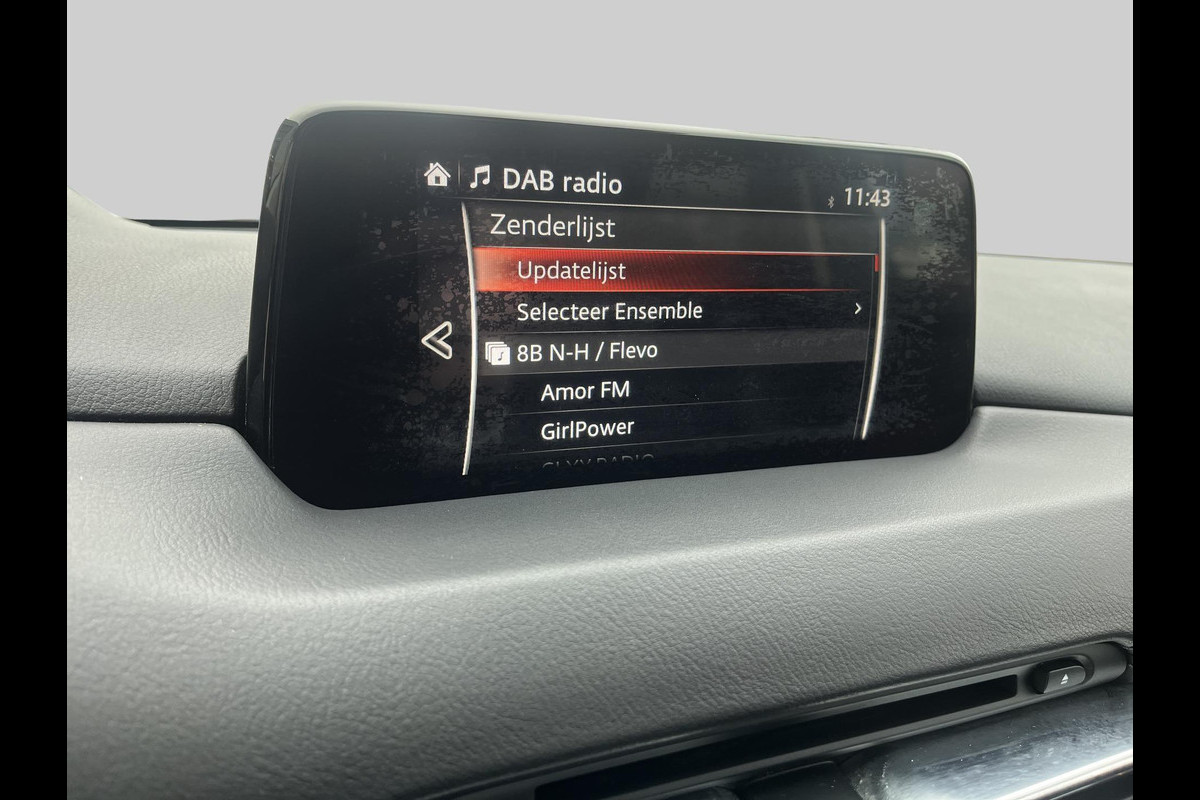 DAB radio
11:43
Zenderlijst
Updatelijst
Selecteer Ensemble
8B N-H / Flevo
Amor FM
GirlPower